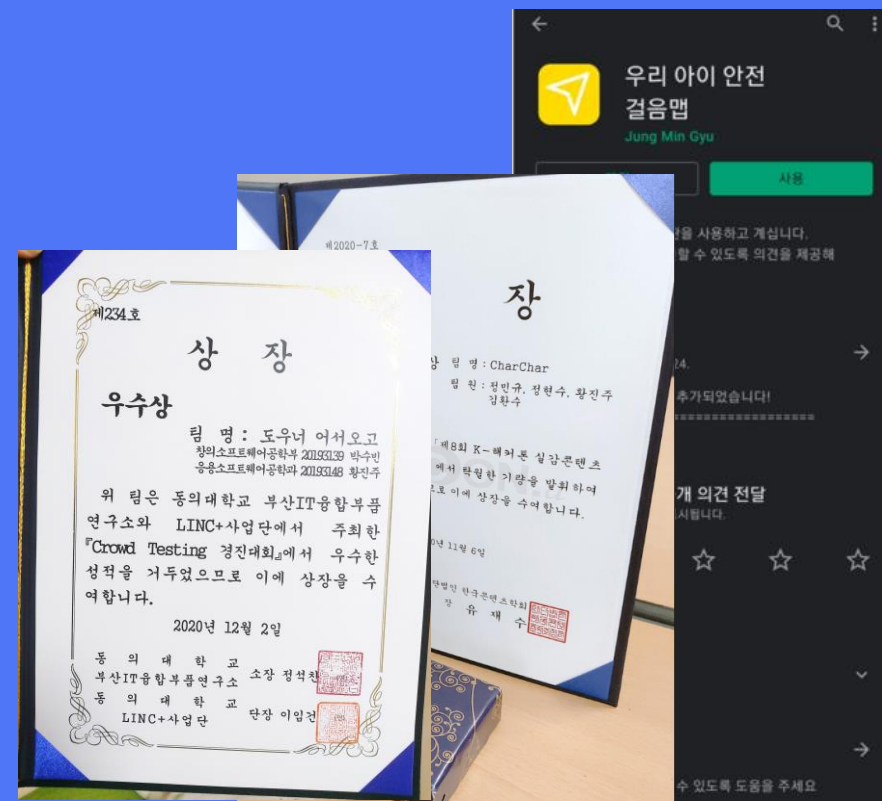 우리 아이 안전
걸음맵
Jung Min Gyu
사용
을 사용하고 계십니다.
할 수 있도록 의견을 제공해
24.
추가되었습니다!
==================
개 의견 전달
시됩니다.
수 있도록 도움을 주세요
제2020-7호
장
상 팀 명 : CharChar
팀 원 : 정민규, 정현수, 황진주
김환수
「제8회 K-해커톤 실감콘텐츠
에서 탁월한 기량을 발휘하여
로 이에 상장을 수여합니다.
0년 11월 6일
단법인 한국콘텐츠학회
장 유 재 수
제234호
상 장
우수상
팀 명 : 도우너 어서오고
창의소프트웨어공학부 20193139 박수빈
응용소프트웨어공학과 20193148 황진주
위 팀은 동의대학교 부산IT융합부품
연구소와 LINC+사업단에서 주최한
『Crowd Testing 경진대회』에서 우수한
성적을 거두었으므로 이에 상장을 수
여합니다.
2020년 12월 2일
동 의 대 학 교
부산IT융합부품연구소 소장 정석찬
동 의 대 학 교
LINC+사업단 단장 이임건